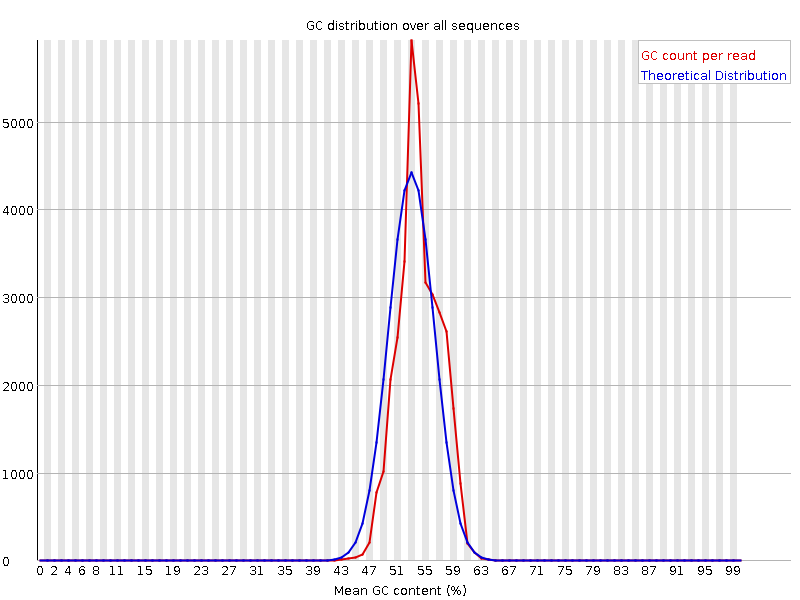 GC distribution over all sequences
GC count per read
Theoretical Distribution
5000
4000
3000
2000
1000
0
0 2 4 6 8 11 15 19 23 27 31 35 39 43 47 51 55 59 63 67 71 75 79 83 87 91 95 99
Mean GC content (%)